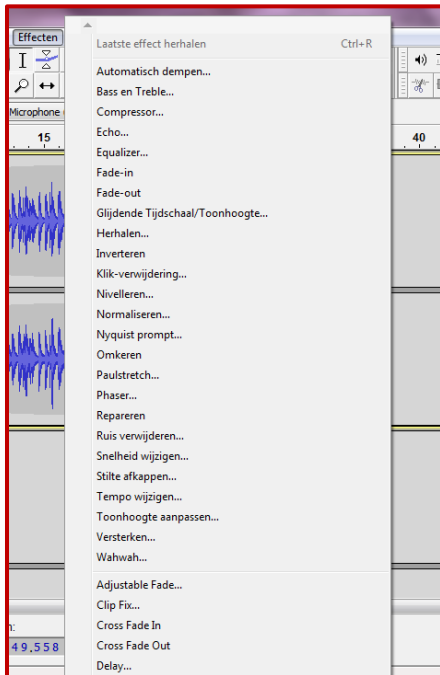 Effecten
Laatste effect herhalen Ctrl+R
Automatisch dempen...
Bass en Treble...
Compressor...
Echo...
Equalizer...
Fade-in
Fade-out
Glijdende Tijdschaal/Toonhoogte...
Herhalen...
Inverteren
Klik-verwijdering...
Nivelleren...
Normaliseren...
Nyquist prompt...
Omkeren
Paulstretch...
Phaser...
Repareren
Ruis verwijderen...
Snelheid wijzigen...
Stilte afkappen...
Tempo wijzigen...
Toonhoogte aanpassen...
Versterken...
Wahwah...
Adjustable Fade...
Clip Fix...
Cross Fade In
Cross Fade Out
Delay...
Microphone
15
40
49.558